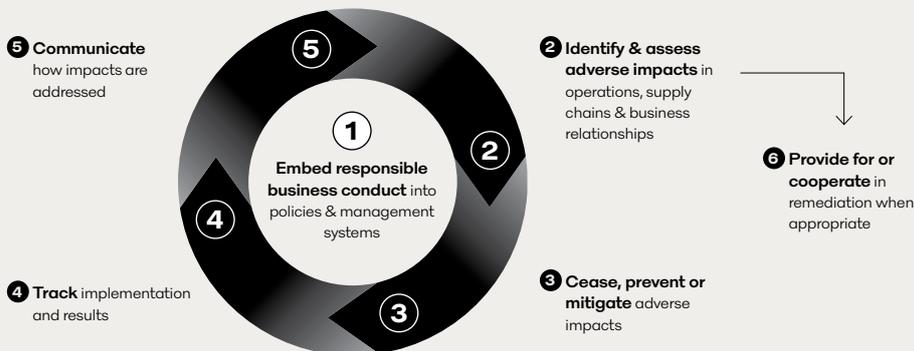 5 Communicate
how impacts are
addressed
5
2 Identify & assess
adverse impacts in
operations, supply
chains & business
relationships
1
Embed responsible
business conduct into
policies & management
systems
2
6 Provide for or
cooperate in
remediation when
appropriate
4
4 Track implementation
and results
3
3 Cease, prevent or
mitigate adverse
impacts